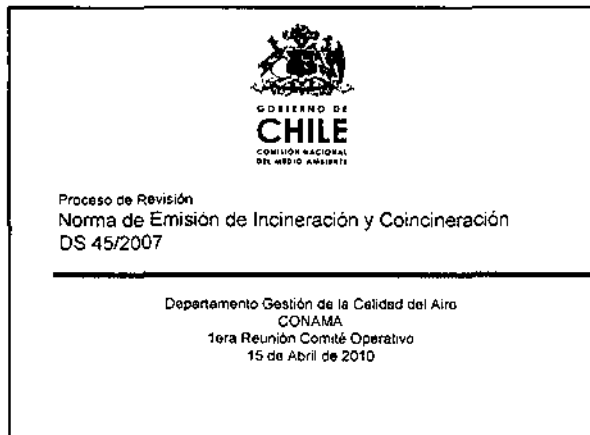 GOBIERNO DE
CHILE
COMISIÓN NACIONAL
DEL MEDIO AMBIENTE
Proceso de Revisión
Norma de Emisión de Incineración y Coincineración
DS 45/2007
Departamento Gestión de la Calidad del Aire
CONAMA
1era Reunión Comité Operativo
15 de Abril de 2010